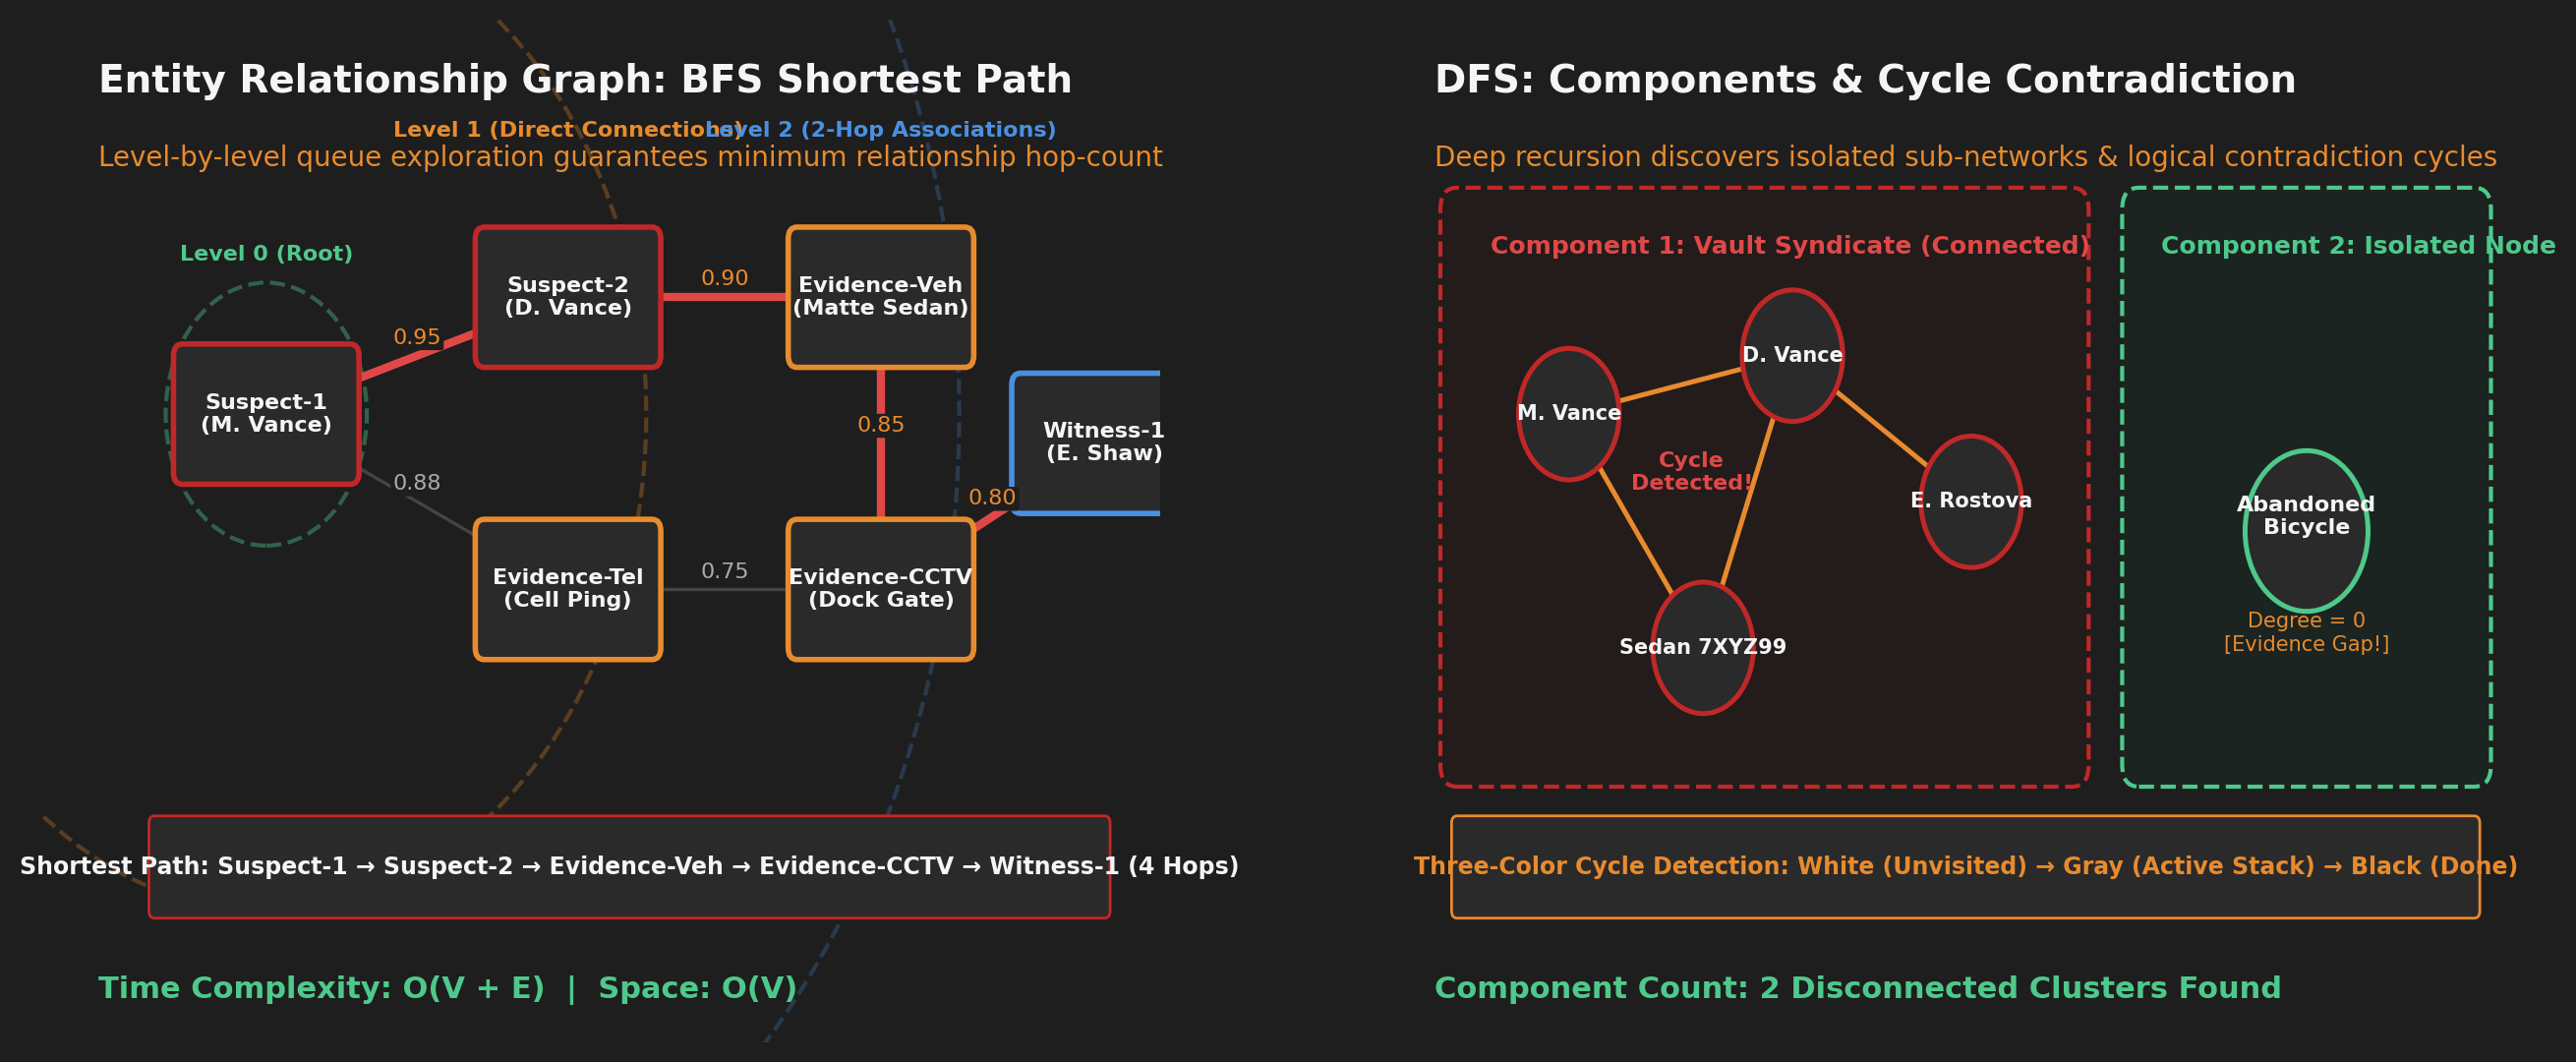 Entity Relationship Graph: BFS Shortest Path
Level 1 (Direct Connections)
Level 2 (2-Hop Associations)
Level-by-level queue exploration guarantees minimum relationship hop-count
Level 0 (Root)
Suspect-2
(D. Vance)
0.90
Evidence-Veh
(Matte Sedan)
0.95
Suspect-1
(M. Vance)
0.85
Witness-1
(E. Shaw)
0.88
0.80
Evidence-Tel
(Cell Ping)
0.75
Evidence-CCTV
(Dock Gate)
Shortest Path: Suspect-1 → Suspect-2 → Evidence-Veh → Evidence-CCTV → Witness-1 (4 Hops)
Time Complexity: O(V + E) | Space: O(V)
DFS: Components & Cycle Contradiction
Deep recursion discovers isolated sub-networks & logical contradiction cycles
Component 1: Vault Syndicate (Connected)
D. Vance
M. Vance
Cycle
Detected!
E. Rostova
Sedan 7XYZ99
Component 2: Isolated Node
Abandoned
Bicycle
Degree = 0
[Evidence Gap!]
Three-Color Cycle Detection: White (Unvisited) → Gray (Active Stack) → Black (Done)
Component Count: 2 Disconnected Clusters Found